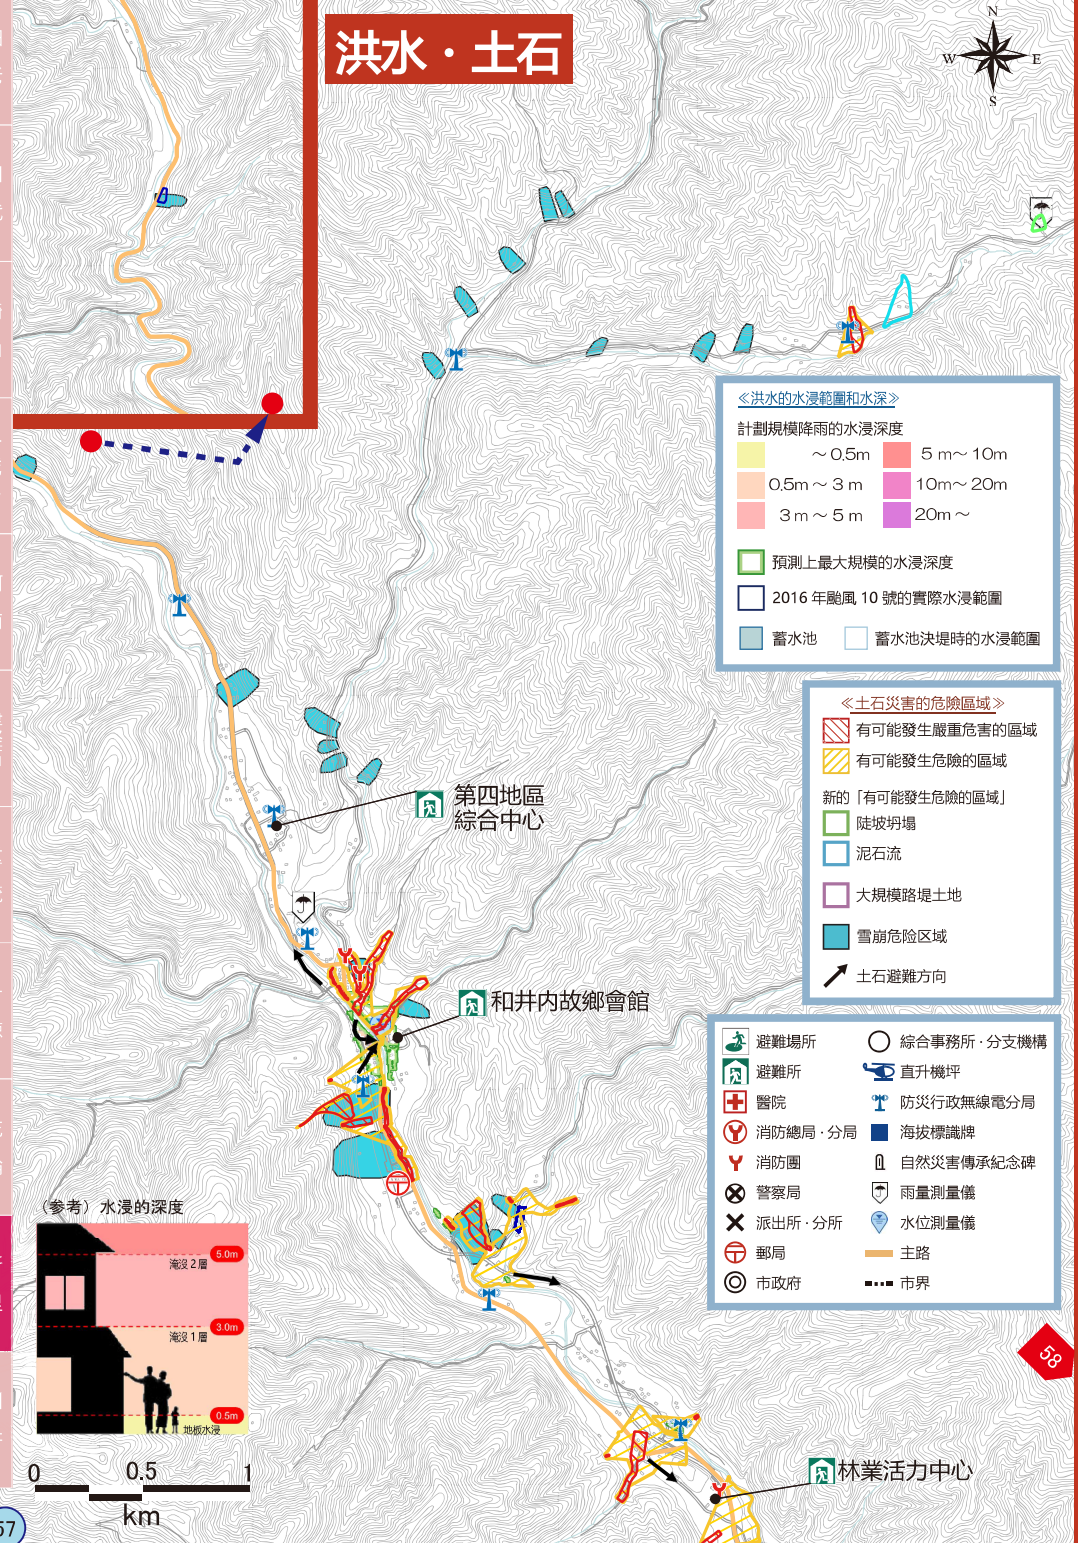 洪水・土石
N
W
E
S
≪洪水的水浸範圍和水深≫
計劃規模降雨的水浸深度
～0.5m
5 m～10m
0.5m～3 m
10m～20m
3 m～5 m
20m～
預測上最大規模的水浸深度
2016 年颱風 10 號的實際水浸範圍
蓄水池
蓄水池決堤時的水浸範圍
≪土石災害的危險區域≫
有可能發生嚴重危害的區域
有可能發生危險的區域
新的「有可能發生危險的區域」
陡坡坍塌
泥石流
大規模路堤土地
雪崩危险区域
土石避難方向
第四地區
綜合中心
和井内故鄉會館
避難場所
綜合事務所·分支機構
避難所
直升機坪
醫院
防災行政無線電分局
消防總局·分局
海拔標識牌
消防團
自然災害傳承紀念碑
警察局
雨量測量儀
派出所·分所
水位測量儀
郵局
主路
市政府
市界
（参考）水浸的深度
5.0m
淹沒 2 層
3.0m
淹沒 1 層
0.5m
地板水浸
0
0.5
1
km
林業活力中心
58
57